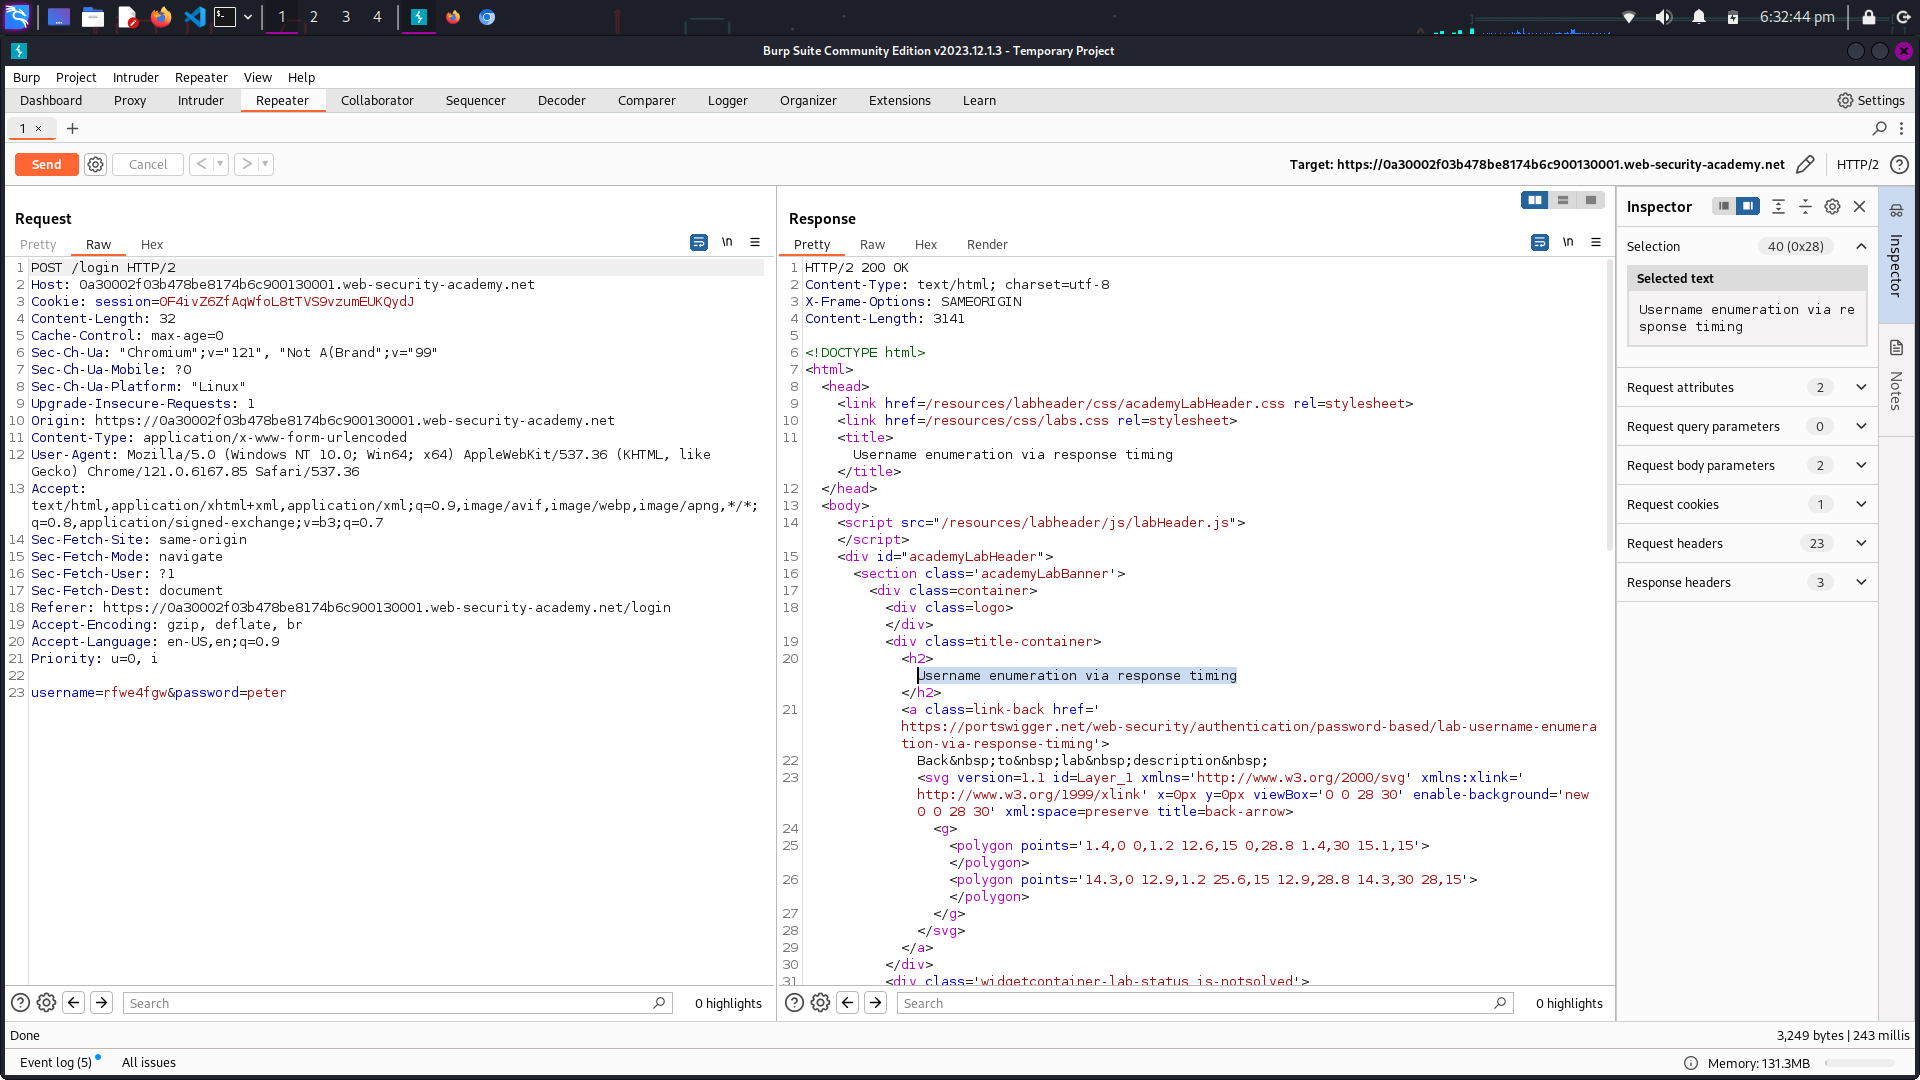 1 2 3 4 6:32:44 pm
Burp Suite Community Edition v2023.12.1.3 - Temporary Project
Burp Project Intruder Repeater View Help
Dashboard Proxy Intruder Repeater Collaborator Sequencer Decoder Comparer Logger Organizer Extensions Learn Settings
1 × +
Send Cancel < > Target: https://0a30002f03b478be8174b6c900130001.web-security-academy.net HTTP/2
Request
Pretty Raw Hex \n
1 POST /login HTTP/2
2 Host: 0a30002f03b478be8174b6c900130001.web-security-academy.net
3 Cookie: session=0F4ivZ6ZfAqWfoL8tTVS9vzumEUKQydJ
4 Content-Length: 32
5 Cache-Control: max-age=0
6 Sec-Ch-Ua: "Chromium";v="121", "Not A(Brand";v="99"
7 Sec-Ch-Ua-Mobile: ?0
8 Sec-Ch-Ua-Platform: "Linux"
9 Upgrade-Insecure-Requests: 1
10 Origin: https://0a30002f03b478be8174b6c900130001.web-security-academy.net
11 Content-Type: application/x-www-form-urlencoded
12 User-Agent: Mozilla/5.0 (Windows NT 10.0; Win64; x64) AppleWebKit/537.36 (KHTML, like
Gecko) Chrome/121.0.6167.85 Safari/537.36
13 Accept:
text/html,application/xhtml+xml,application/xml;q=0.9,image/avif,image/webp,image/apng,*/*;
q=0.8,application/signed-exchange;v=b3;q=0.7
14 Sec-Fetch-Site: same-origin
15 Sec-Fetch-Mode: navigate
16 Sec-Fetch-User: ?1
17 Sec-Fetch-Dest: document
18 Referer: https://0a30002f03b478be8174b6c900130001.web-security-academy.net/login
19 Accept-Encoding: gzip, deflate, br
20 Accept-Language: en-US,en;q=0.9
21 Priority: u=0, i
22
23 username=rfwe4fgw&password=peter
Search 0 highlights
Response
Pretty Raw Hex Render \n
1 HTTP/2 200 OK
2 Content-Type: text/html; charset=utf-8
3 X-Frame-Options: SAMEORIGIN
4 Content-Length: 3141
5
6 <!DOCTYPE html>
7 <html>
8 <head>
9 <link href=/resources/labheader/css/academyLabHeader.css rel=stylesheet>
10 <link href=/resources/css/labs.css rel=stylesheet>
11 <title>
Username enumeration via response timing
</title>
12 </head>
13 <body>
14 <script src="/resources/labheader/js/labHeader.js">
</script>
15 <div id="academyLabHeader">
16 <section class='academyLabBanner'>
17 <div class=container>
18 <div class=logo>
</div>
19 <div class=title-container>
20 <h2>
Username enumeration via response timing
</h2>
21 <a class=link-back href='
https://portswigger.net/web-security/authentication/password-based/lab-username-enumera
tion-via-response-timing'>
22 Back&nbsp;to&nbsp;lab&nbsp;description&nbsp;
23 <svg version=1.1 id=Layer_1 xmlns='http://www.w3.org/2000/svg' xmlns:xlink='
http://www.w3.org/1999/xlink' x=0px y=0px viewBox='0 0 28 30' enable-background='new
0 0 28 30' xml:space=preserve title=back-arrow>
24 <g>
25 <polygon points='1.4,0 0,1.2 12.6,15 0,28.8 1.4,30 15.1,15'>
</polygon>
26 <polygon points='14.3,0 12.9,1.2 25.6,15 12.9,28.8 14.3,30 28,15'>
</polygon>
27 </g>
28 </svg>
29 </a>
30 </div>
31 <div class='widgetcontainer-lab-status is-notsolved'>
Search 0 highlights
Inspector
Selection 40 (0x28)
Selected text
Username enumeration via re
sponse timing
Request attributes 2
Request query parameters 0
Request body parameters 2
Request cookies 1
Request headers 23
Response headers 3
Inspector
Notes
Done 3,249 bytes | 243 millis
Event log (5) All issues Memory: 131.3MB